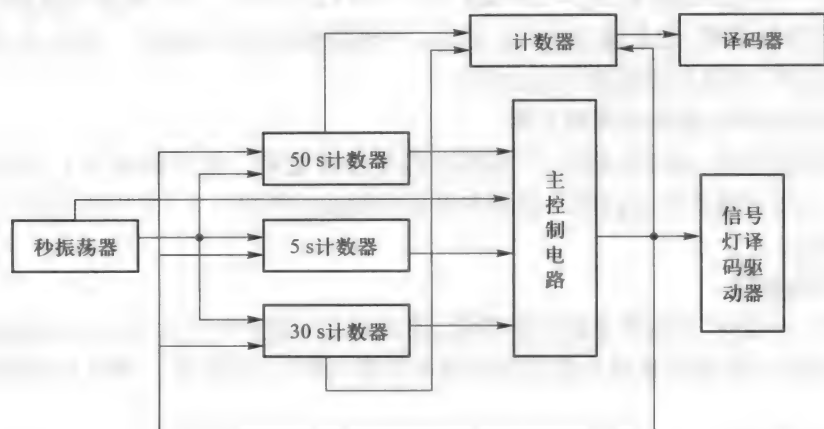 计数器
译码器
50 s计数器
主控制电路
秒振荡器
5 s计数器
信号灯译码驱动器
30 s计数器